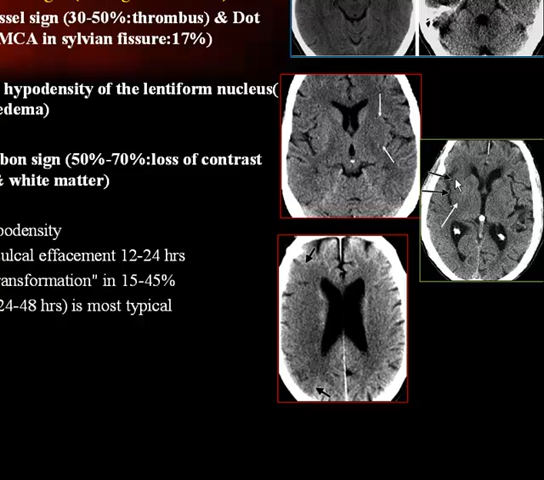 ssel sign (30-50%:thrombus) & Dot
MCA in sylvian fissure:17%)
hypodensity of the lentiform nucleus(
edema)
bon sign (50%-70%:loss of contrast
& white matter)
podensity
ulcal effacement 12-24 hrs
ransformation" in 15-45%
24-48 hrs) is most typical